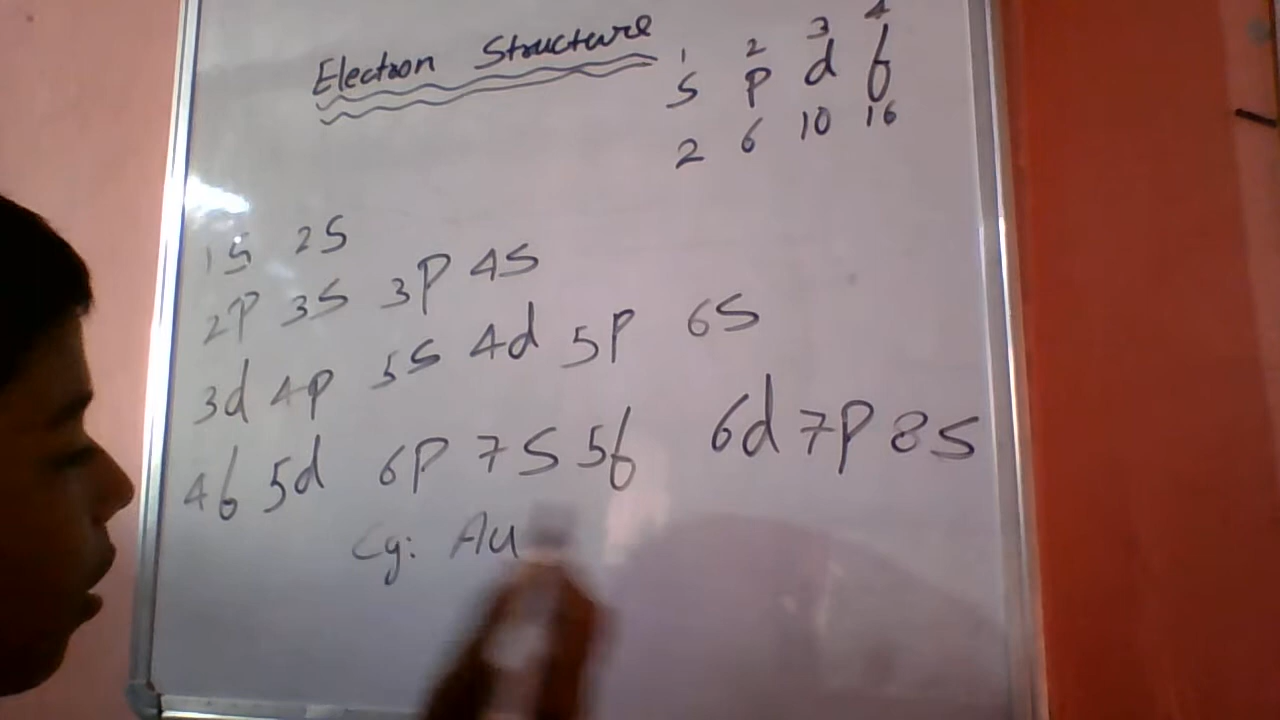 Electron Structure
1 2 3 4
S P d f
2 6 10 16
1S 2S
2P 3S 3P 4S
3d 4P 5S 4d 5P 6S
4f 5d 6P 7S 5f 6d 7P 8S
Eg: Au